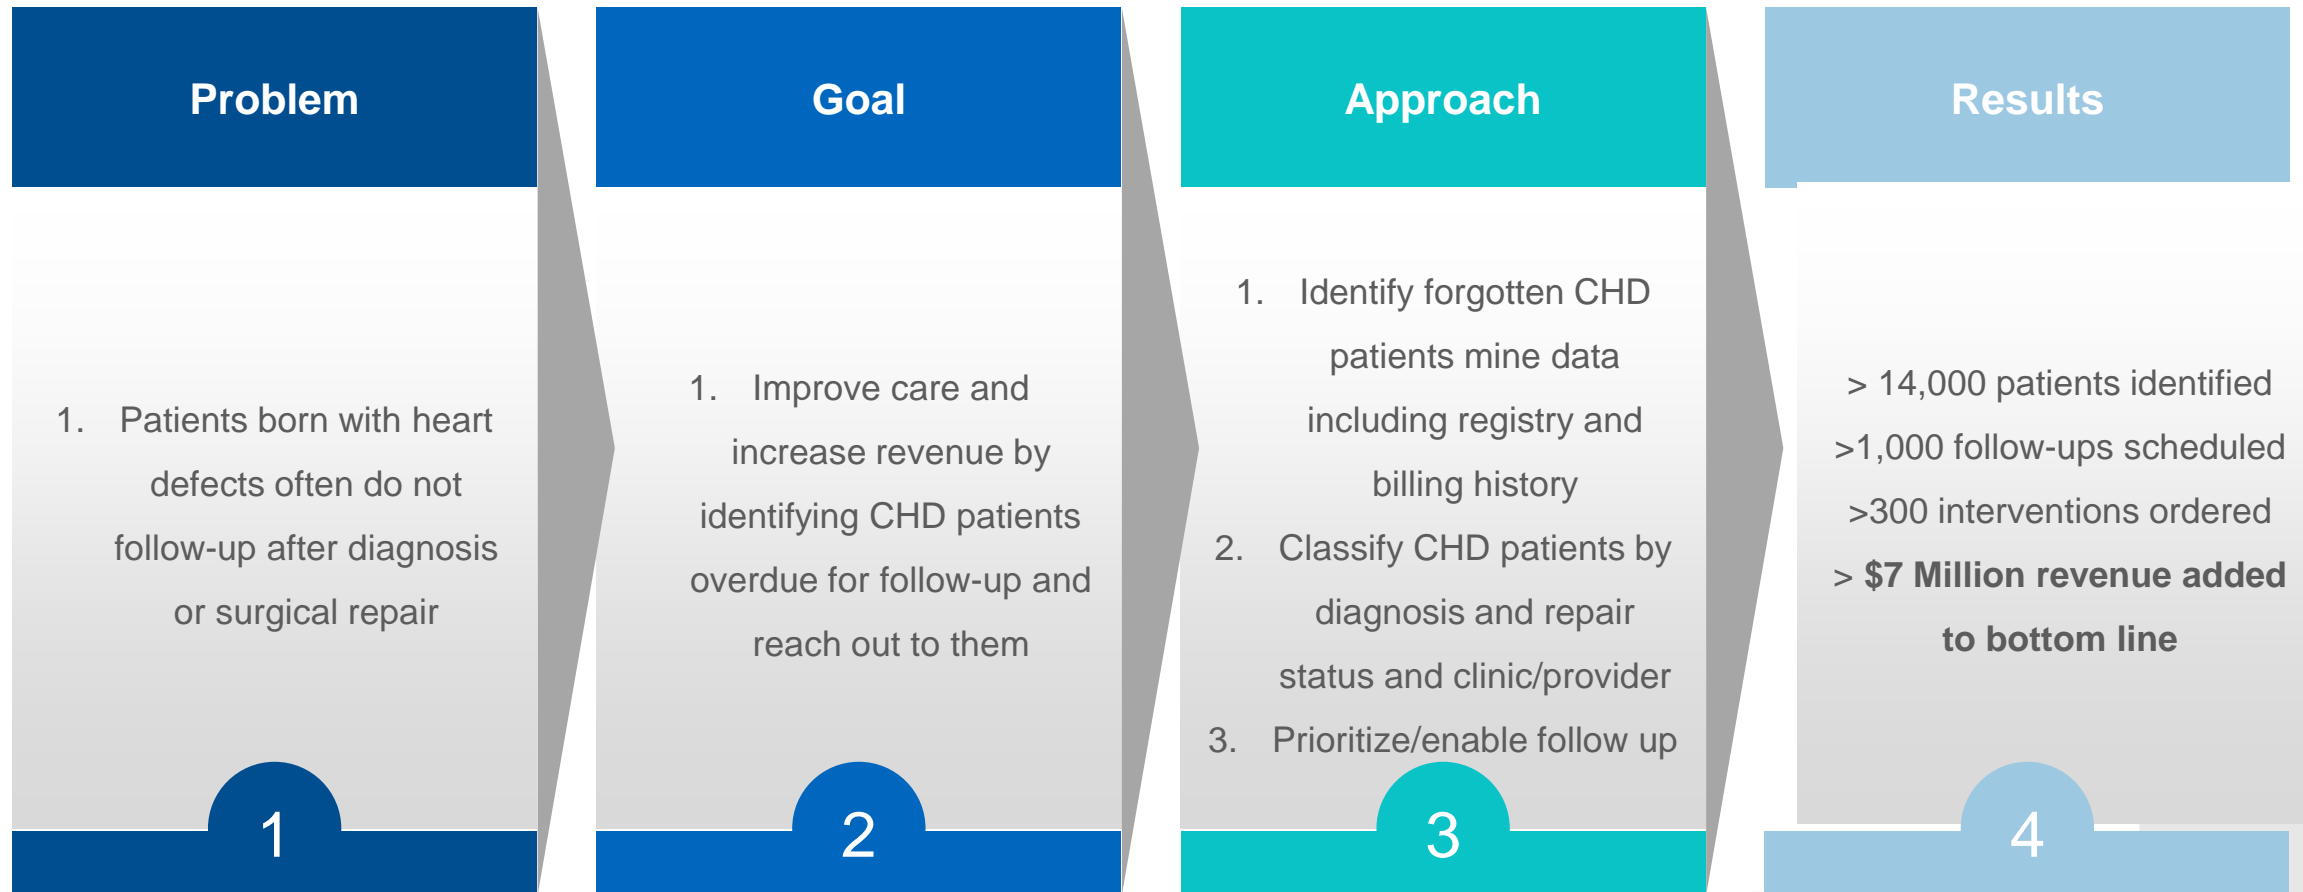 Problem
1. Patients born with heart
defects often do not
follow-up after diagnosis
or surgical repair
1
Goal
1. Improve care and
increase revenue by
identifying CHD patients
overdue for follow-up and
reach out to them
2
Approach
1. Identify forgotten CHD
patients mine data
including registry and
billing history
2. Classify CHD patients by
diagnosis and repair
status and clinic/provider
3. Prioritize/enable follow up
3
Results
> 14,000 patients identified
>1,000 follow-ups scheduled
>300 interventions ordered
> $7 Million revenue added
to bottom line
4